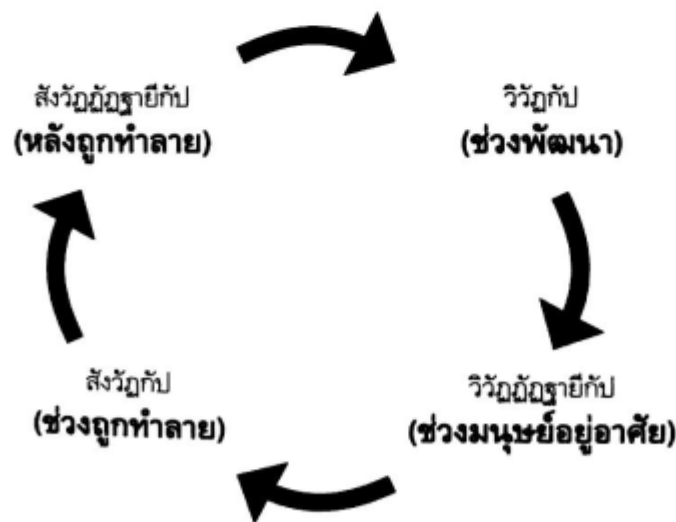 สังวัฏฏัฏฐายีกัป
(หลังถูกทำลาย)
วิวัฏกัป
(ช่วงพัฒนา)
สังวัฏกัป
(ช่วงถูกทำลาย)
วิวัฏฏัฏฐายีกัป
(ช่วงมนุษย์อยู่อาศัย)